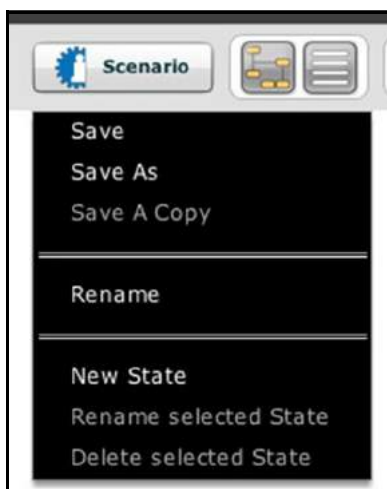 Scenario
Save
Save As
Save A Copy
Rename
New State
Rename selected State
Delete selected State